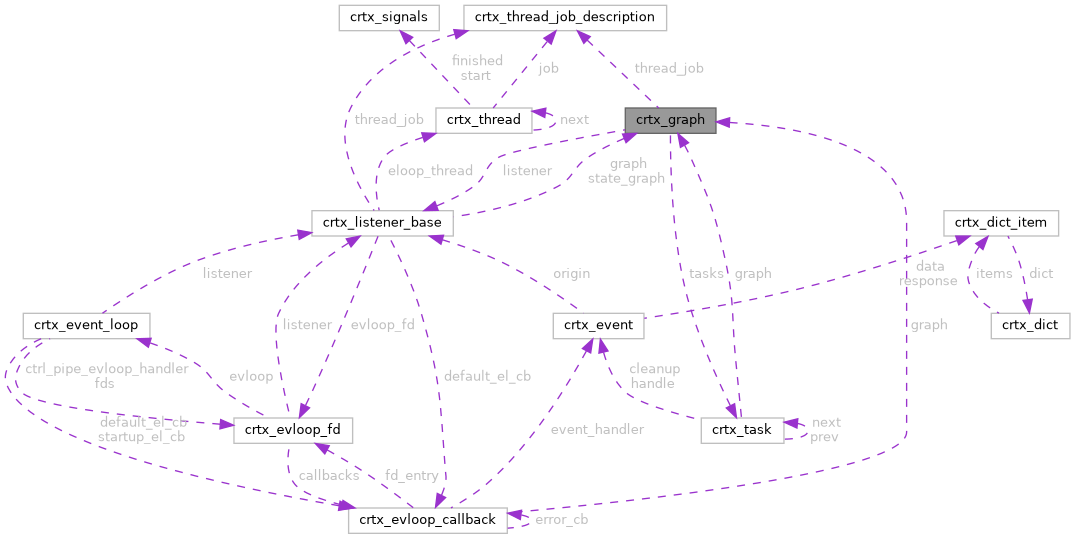 crtx_signals
crtx_thread_job_description
finished
start
job
thread_job
thread_job
crtx_thread
next
crtx_graph
eloop_thread
listener
graph
state_graph
crtx_listener_base
crtx_dict_item
listener
origin
tasks
graph
data
response
items
dict
crtx_event_loop
listener
evloop_fd
crtx_event
graph
crtx_dict
ctrl_pipe_evloop_handler
fds
evloop
default_el_cb
cleanup
handle
default_el_cb
startup_el_cb
crtx_evloop_fd
event_handler
crtx_task
next
prev
callbacks
fd_entry
crtx_evloop_callback
error_cb